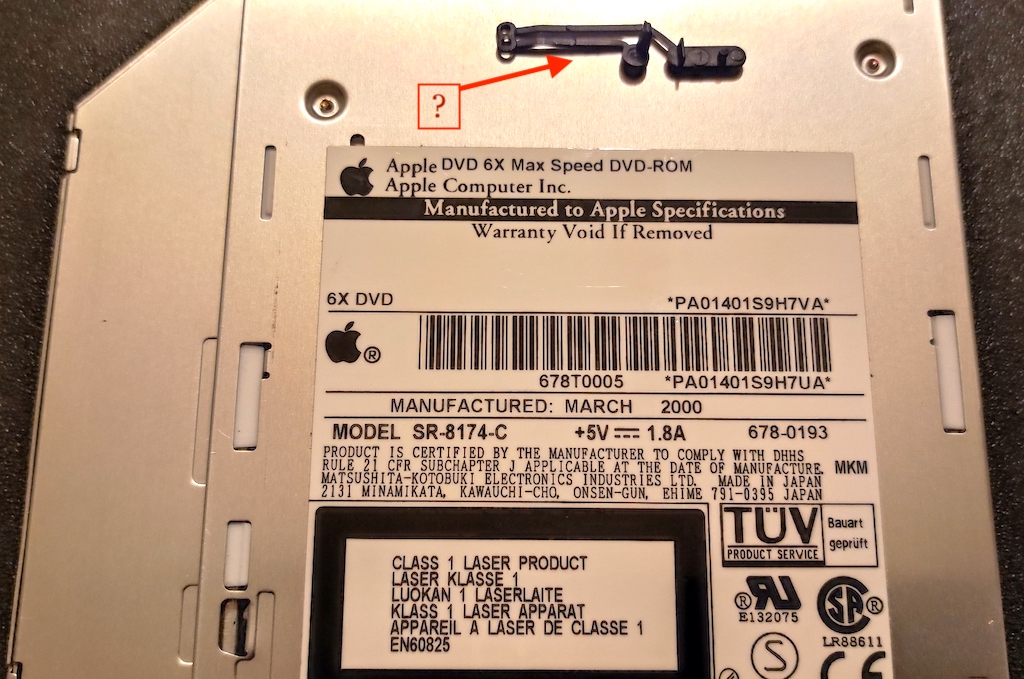 ?
Apple DVD 6X Max Speed DVD-ROM
Apple Computer Inc.
Manufactured to Apple Specifications
Warranty Void If Removed
6X DVD *PA01401S9H7VA*
®
678T0005 *PA01401S9H7UA*
MANUFACTURED: MARCH 2000
MODEL SR-8174-C +5V 1.8A 678-0193
PRODUCT IS CERTIFIED BY THE MANUFACTURER TO COMPLY WITH DHHS
RULE 21 CFR SUBCHAPTER J APPLICABLE AT THE DATE OF MANUFACTURE. MKM
MATSUSHITA-KOTOBUKI ELECTRONICS INDUSTRIES LTD. MADE IN JAPAN
2131 MINAMIKATA, KAWAUCHI-CHO, ONSEN-GUN, EHIME 791-0395 JAPAN
TÜV Bauart
PRODUCT SERVICE geprüft
CLASS 1 LASER PRODUCT
LASER KLASSE 1
LUOKAN 1 LASERLAITE
KLASS 1 LASER APPARAT
APPAREIL A LASER DE CLASSE 1
EN60825
® RU SA ®
E132075
LR88611
S CE